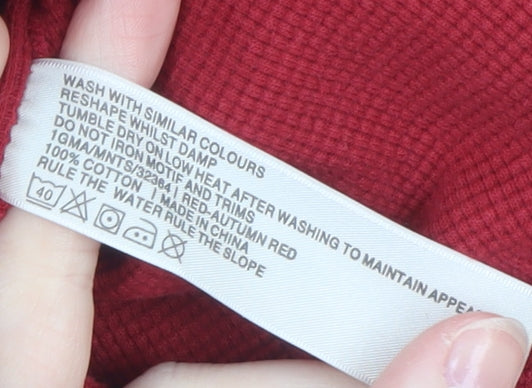 WASH WITH SIMILAR COLOURS
RESHAPE WHILST DAMP
TUMBLE DRY ON LOW HEAT AFTER WASHING TO MAINTAIN
DO NOT IRON MOTIF AND TRIMS
1GMA/MNTS/32364 | RED-AUTUMN RED
100% COTTON | MADE IN CHINA
RULE THE WATER RULE THE SLOPE
40